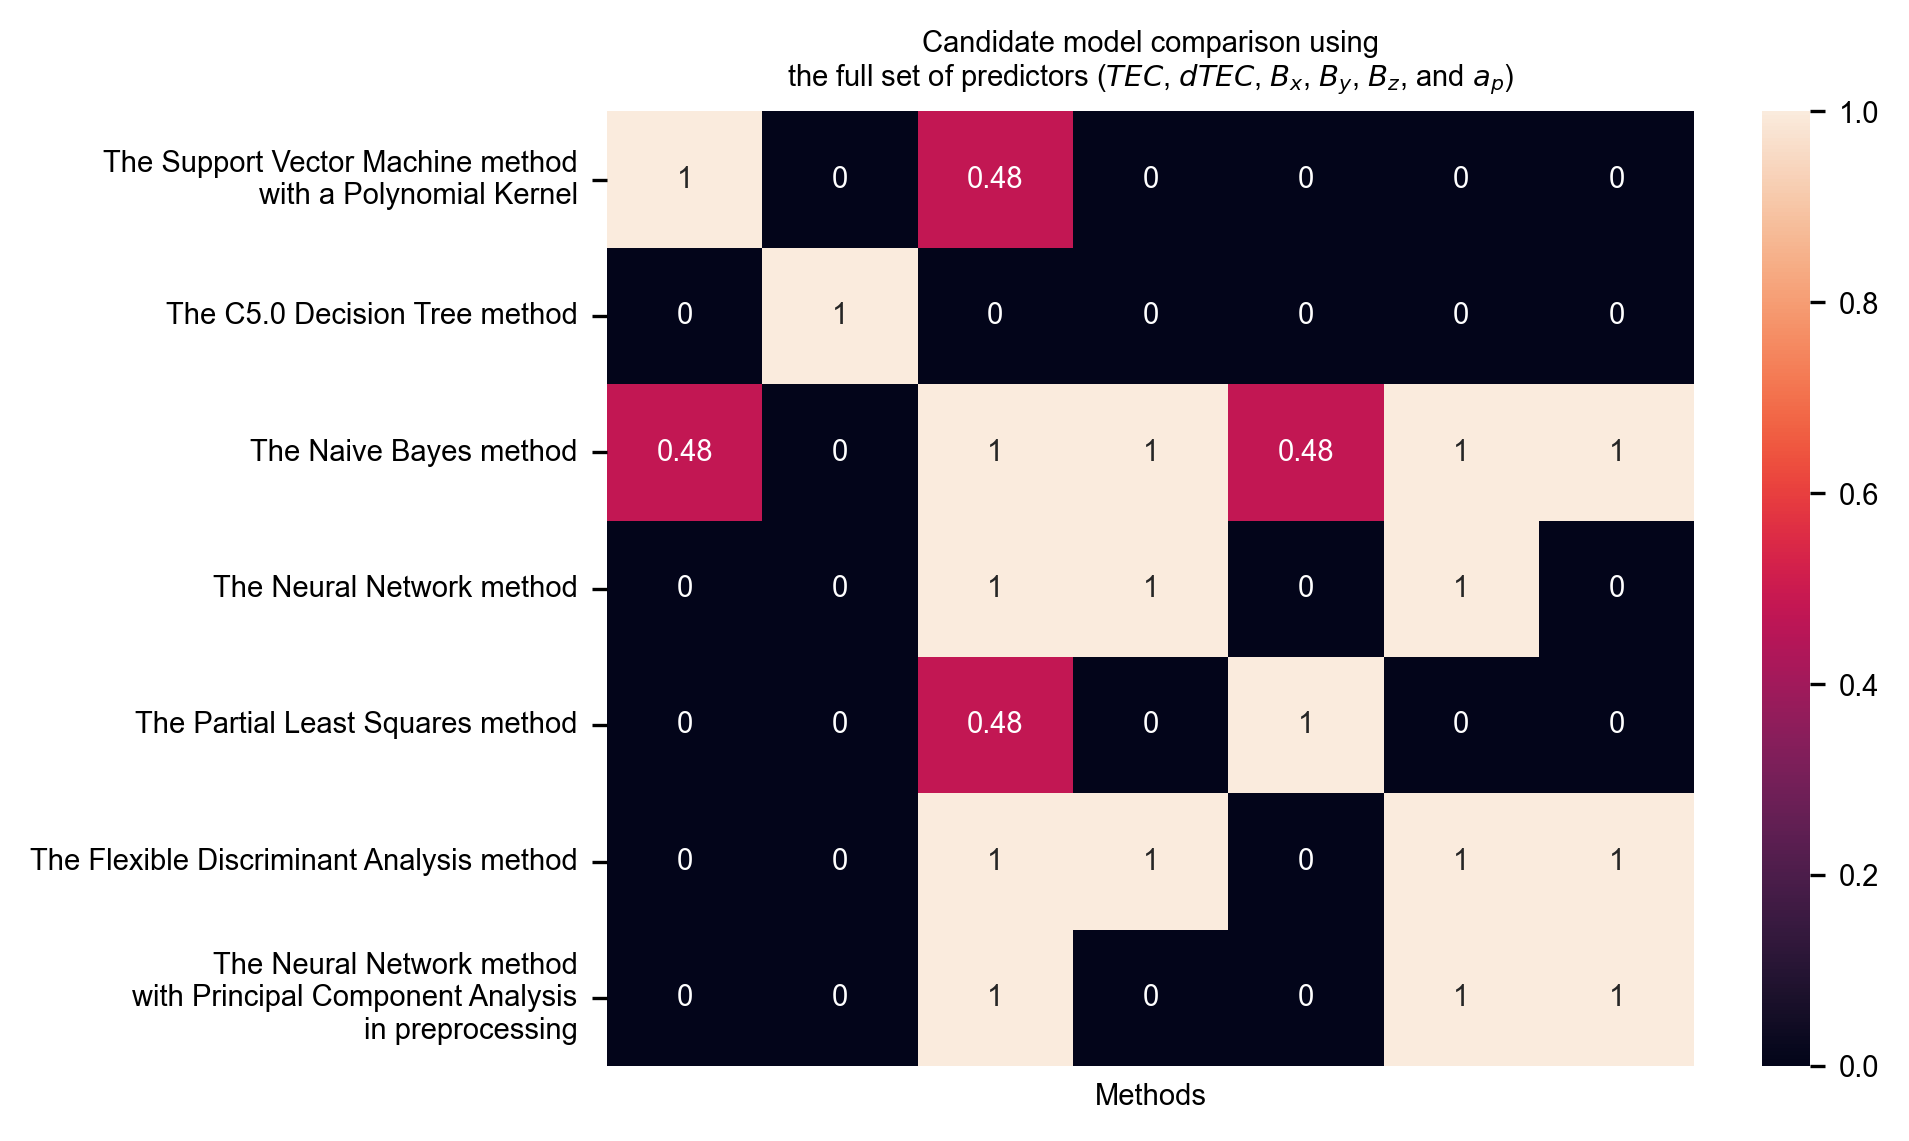 Candidate model comparison using
the full set of predictors (TEC, dTEC, Bx, By, Bz, and ap)
The Support Vector Machine method
with a Polynomial Kernel
1 0 0.48 0 0 0 0
The C5.0 Decision Tree method
0 1 0 0 0 0 0
The Naive Bayes method
0.48 0 1 1 0.48 1 1
The Neural Network method
0 0 1 1 0 1 0
The Partial Least Squares method
0 0 0.48 0 1 0 0
The Flexible Discriminant Analysis method
0 0 1 1 0 1 1
The Neural Network method
with Principal Component Analysis
in preprocessing
0 0 1 0 0 1 1
Methods
1.0
0.8
0.6
0.4
0.2
0.0